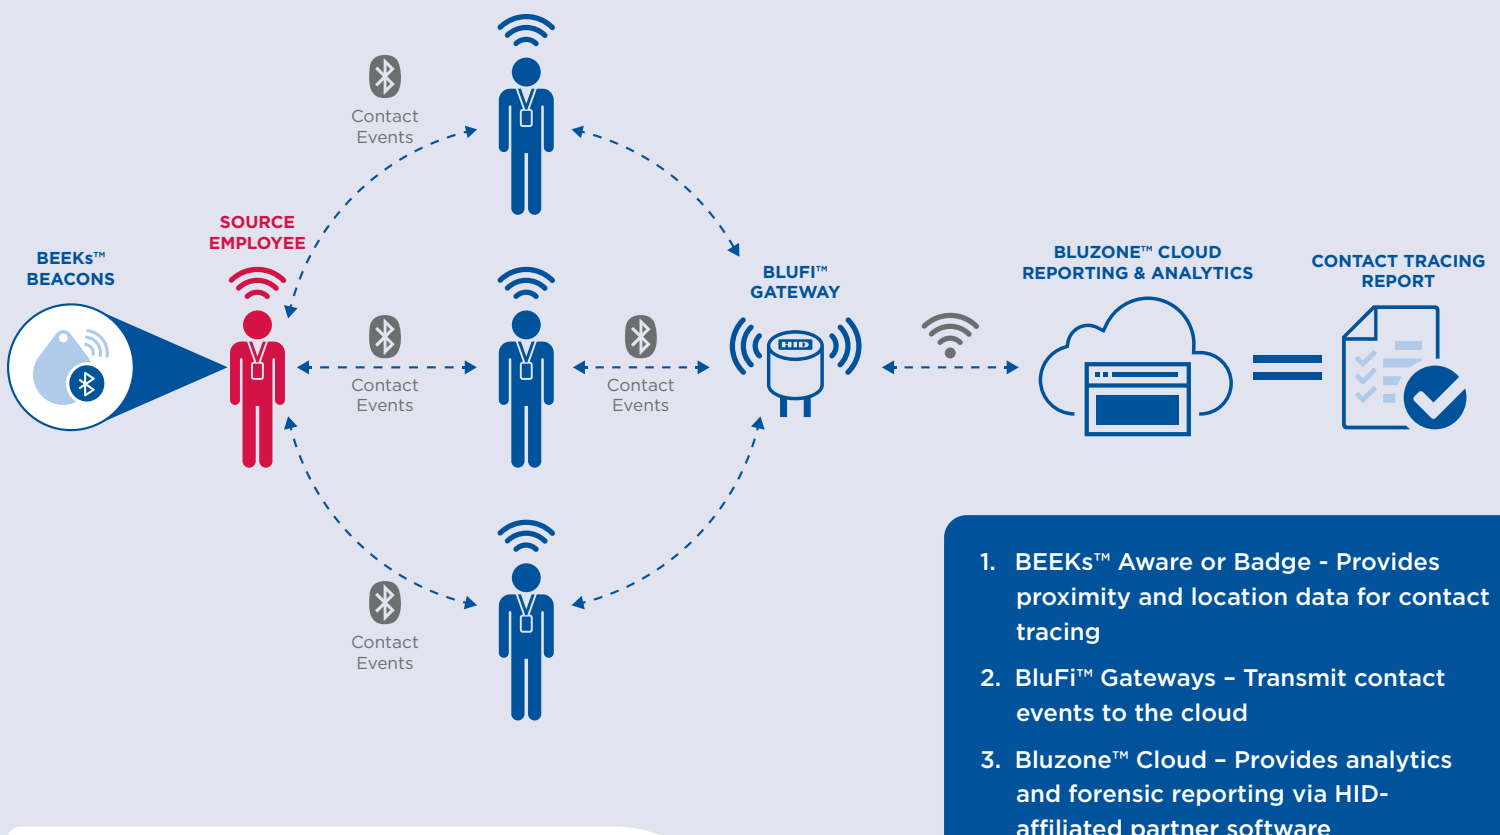 Contact
Events
SOURCE
EMPLOYEE
BEEKs™
BEACONS
Contact
Events
Contact
Events
BLUFI™
GATEWAY
HID
BLUZONE™ CLOUD
REPORTING & ANALYTICS
CONTACT TRACING
REPORT
Contact
Events
1. BEEKs™ Aware or Badge - Provides
proximity and location data for contact
tracing
2. BluFi™ Gateways – Transmit contact
events to the cloud
3. Bluzone™ Cloud – Provides analytics
and forensic reporting via HID-
affiliated partner software